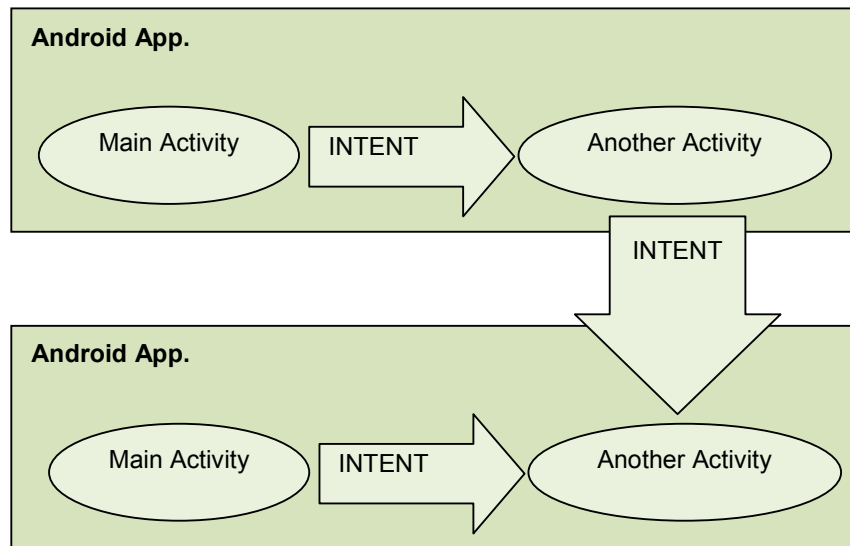 Android App.
Main Activity
INTENT
Another Activity
INTENT
Android App.
Main Activity
INTENT
Another Activity